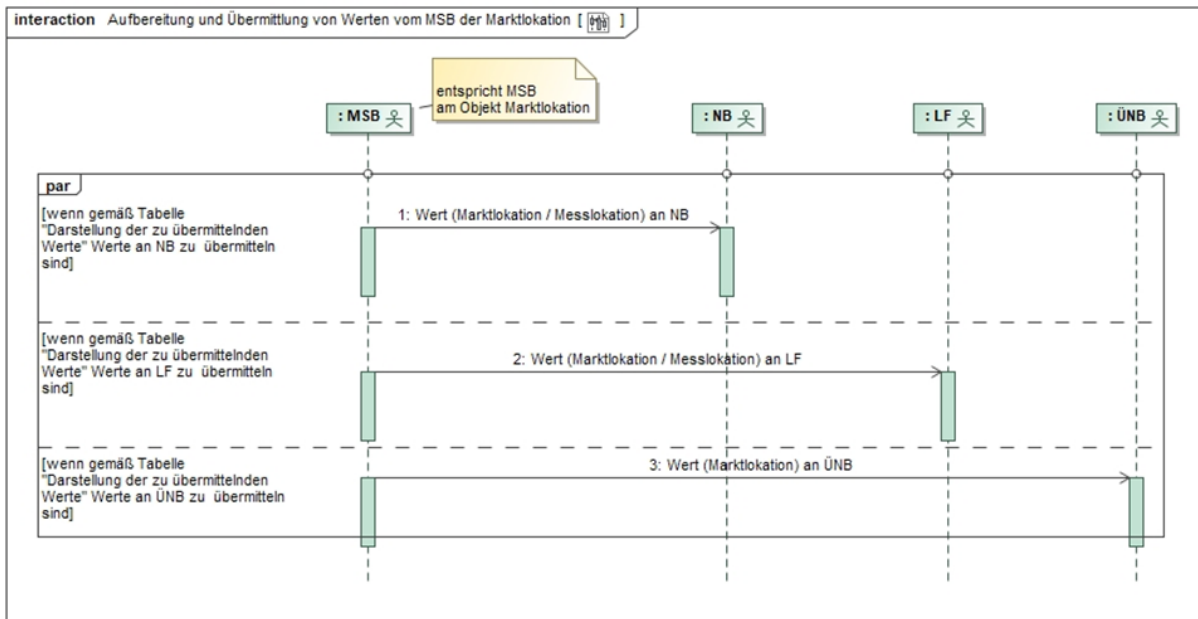 interaction Aufbereitung und Übermittlung von Werten vom MSB der Marktlokation [ ]
entspricht MSB
am Objekt Marktlokation
: MSB
: NB
: LF
: ÜNB
par
[wenn gemäß Tabelle
"Darstellung der zu übermittelnden
Werte" Werte an NB zu übermitteln
sind]
1: Wert (Marktlokation / Messlokation) an NB
[wenn gemäß Tabelle
"Darstellung der zu übermittelnden
Werte" Werte an LF zu übermitteln
sind]
2: Wert (Marktlokation / Messlokation) an LF
[wenn gemäß Tabelle
"Darstellung der zu übermittelnden
Werte" Werte an ÜNB zu übermitteln
sind]
3: Wert (Marktlokation) an ÜNB